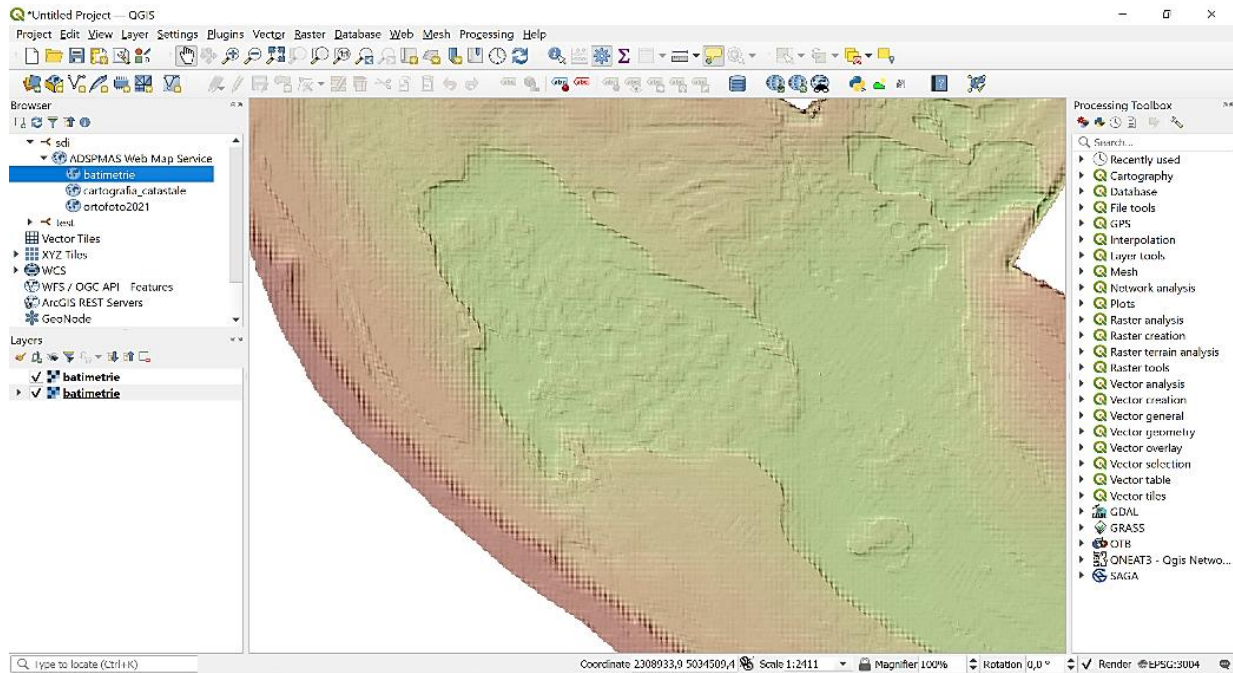 *Untitled Project — QGIS
Project Edit View Layer Settings Plugins Vector Raster Database Web Mesh Processing Help
Browser
sdi
ADSPMAS Web Map Service
batimetrie
cartografia_catastale
ortofoto2021
test
Vector Tiles
XYZ Tiles
WCS
WFS / OGC API - Features
ArcGIS REST Servers
GeoNode
Layers
batimetrie
batimetrie
Processing Toolbox
Search...
Recently used
Cartography
Database
File tools
GPS
Interpolation
Layer tools
Mesh
Network analysis
Plots
Raster analysis
Raster creation
Raster terrain analysis
Raster tools
Vector analysis
Vector creation
Vector general
Vector geometry
Vector overlay
Vector selection
Vector table
Vector tiles
GDAL
GRASS
OTB
QNEAT3 - Qgis Netwo...
SAGA
Type to locate (Ctrl+K)
Coordinate 2308933,9 5034509,4 Scale 1:2411 Magnifier 100% Rotation 0,0 ° Render EPSG:3004